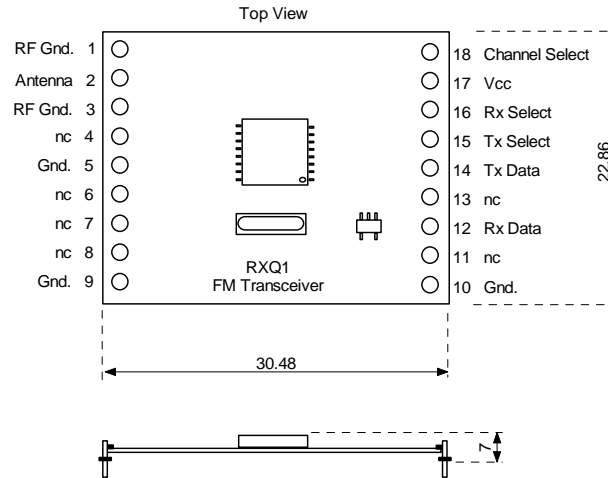 Top View
RF Gnd. 1
Antenna 2
RF Gnd. 3
nc 4
Gnd. 5
nc 6
nc 7
nc 8
Gnd. 9
18 Channel Select
17 Vcc
16 Rx Select
15 Tx Select
14 Tx Data
13 nc
12 Rx Data
11 nc
10 Gnd.
RXQ1
FM Transceiver
22.86
30.48
7